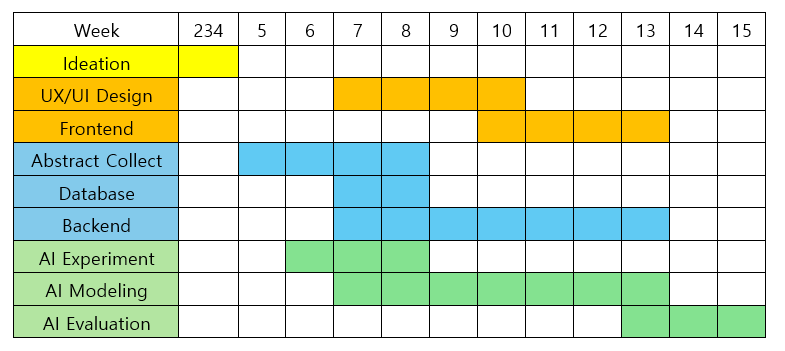 Week 234 5 6 7 8 9 10 11 12 13 14 15
Ideation
UX/UI Design
Frontend
Abstract Collect
Database
Backend
AI Experiment
AI Modeling
AI Evaluation